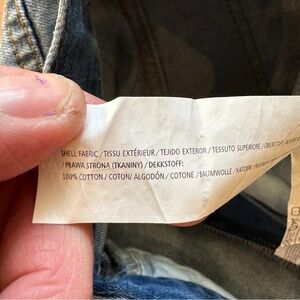 SHELL FABRIC / TISSU EXTÉRIEUR / TEJIDO EXTERIOR / TESSUTO SUPERIORE / OBERSTOFF
/ PRAWA STRONA (TKANINY) / DEKKSTOFF:
100% COTTON / COTON / ALGODÓN / COTONE / BAUMWOLLE / KATOEN